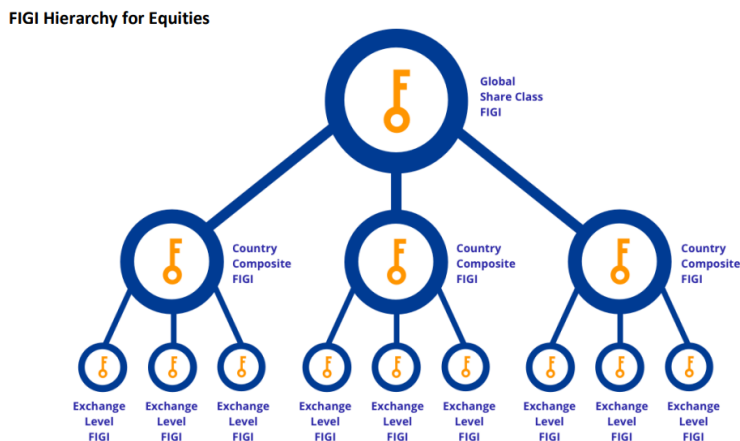 FIGI Hierarchy for Equities
Global
Share Class
FIGI
Country
Composite
FIGI
Country
Composite
FIGI
Country
Composite
FIGI
Exchange
Level
FIGI
Exchange
Level
FIGI
Exchange
Level
FIGI
Exchange
Level
FIGI
Exchange
Level
FIGI
Exchange
Level
FIGI
Exchange
Level
FIGI
Exchange
Level
FIGI
Exchange
Level
FIGI